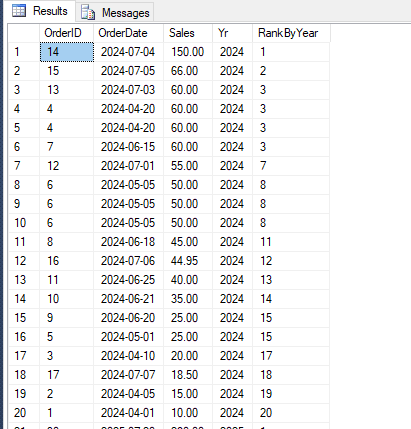 Results Messages
OrderID OrderDate Sales Yr RankByYear
1 14 2024-07-04 150.00 2024 1
2 15 2024-07-05 66.00 2024 2
3 13 2024-07-03 60.00 2024 3
4 4 2024-04-20 60.00 2024 3
5 4 2024-04-20 60.00 2024 3
6 7 2024-06-15 60.00 2024 3
7 12 2024-07-01 55.00 2024 7
8 6 2024-05-05 50.00 2024 8
9 6 2024-05-05 50.00 2024 8
10 6 2024-05-05 50.00 2024 8
11 8 2024-06-18 45.00 2024 11
12 16 2024-07-06 44.95 2024 12
13 11 2024-06-25 40.00 2024 13
14 10 2024-06-21 35.00 2024 14
15 9 2024-06-20 25.00 2024 15
16 5 2024-05-01 25.00 2024 15
17 3 2024-04-10 20.00 2024 17
18 17 2024-07-07 18.50 2024 18
19 2 2024-04-05 15.00 2024 19
20 1 2024-04-01 10.00 2024 20